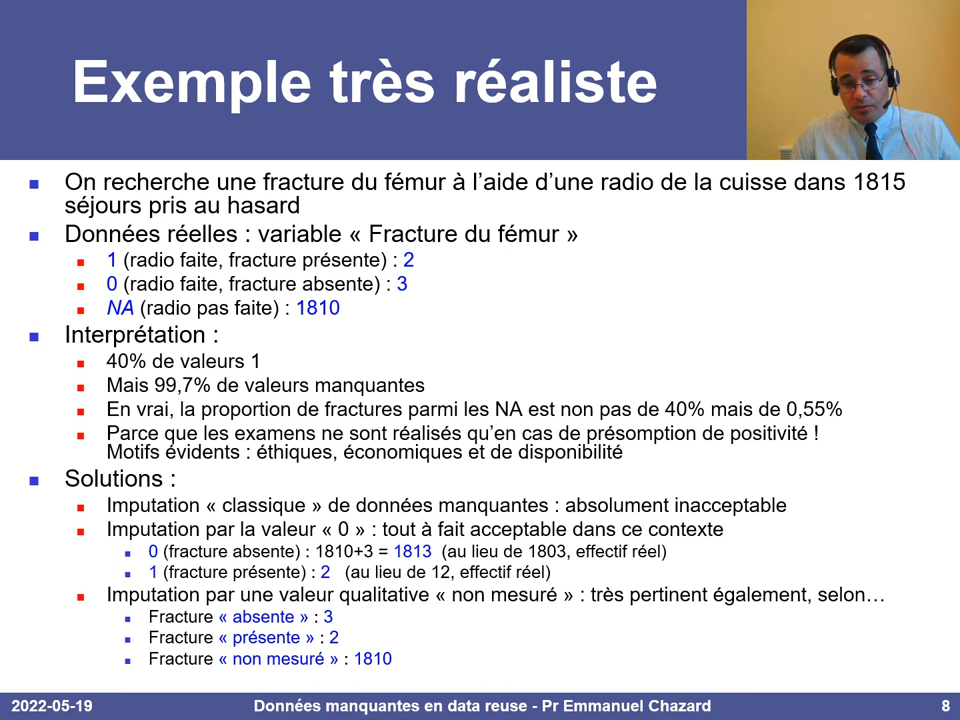 Exemple très réaliste
On recherche une fracture du fémur à l’aide d’une radio de la cuisse dans 1815
séjours pris au hasard
Données réelles : variable « Fracture du fémur »
1 (radio faite, fracture présente) : 2
0 (radio faite, fracture absente) : 3
NA (radio pas faite) : 1810
Interprétation :
40% de valeurs 1
Mais 99,7% de valeurs manquantes
En vrai, la proportion de fractures parmi les NA est non pas de 40% mais de 0,55%
Parce que les examens ne sont réalisés qu’en cas de présomption de positivité !
Motifs évidents : éthiques, économiques et de disponibilité
Solutions :
Imputation « classique » de données manquantes : absolument inacceptable
Imputation par la valeur « 0 » : tout à fait acceptable dans ce contexte
0 (fracture absente) : 1810+3 = 1813 (au lieu de 1803, effectif réel)
1 (fracture présente) : 2 (au lieu de 12, effectif réel)
Imputation par une valeur qualitative « non mesuré » : très pertinent également, selon…
Fracture « absente » : 3
Fracture « présente » : 2
Fracture « non mesuré » : 1810
2022-05-19 Données manquantes en data reuse - Pr Emmanuel Chazard 8